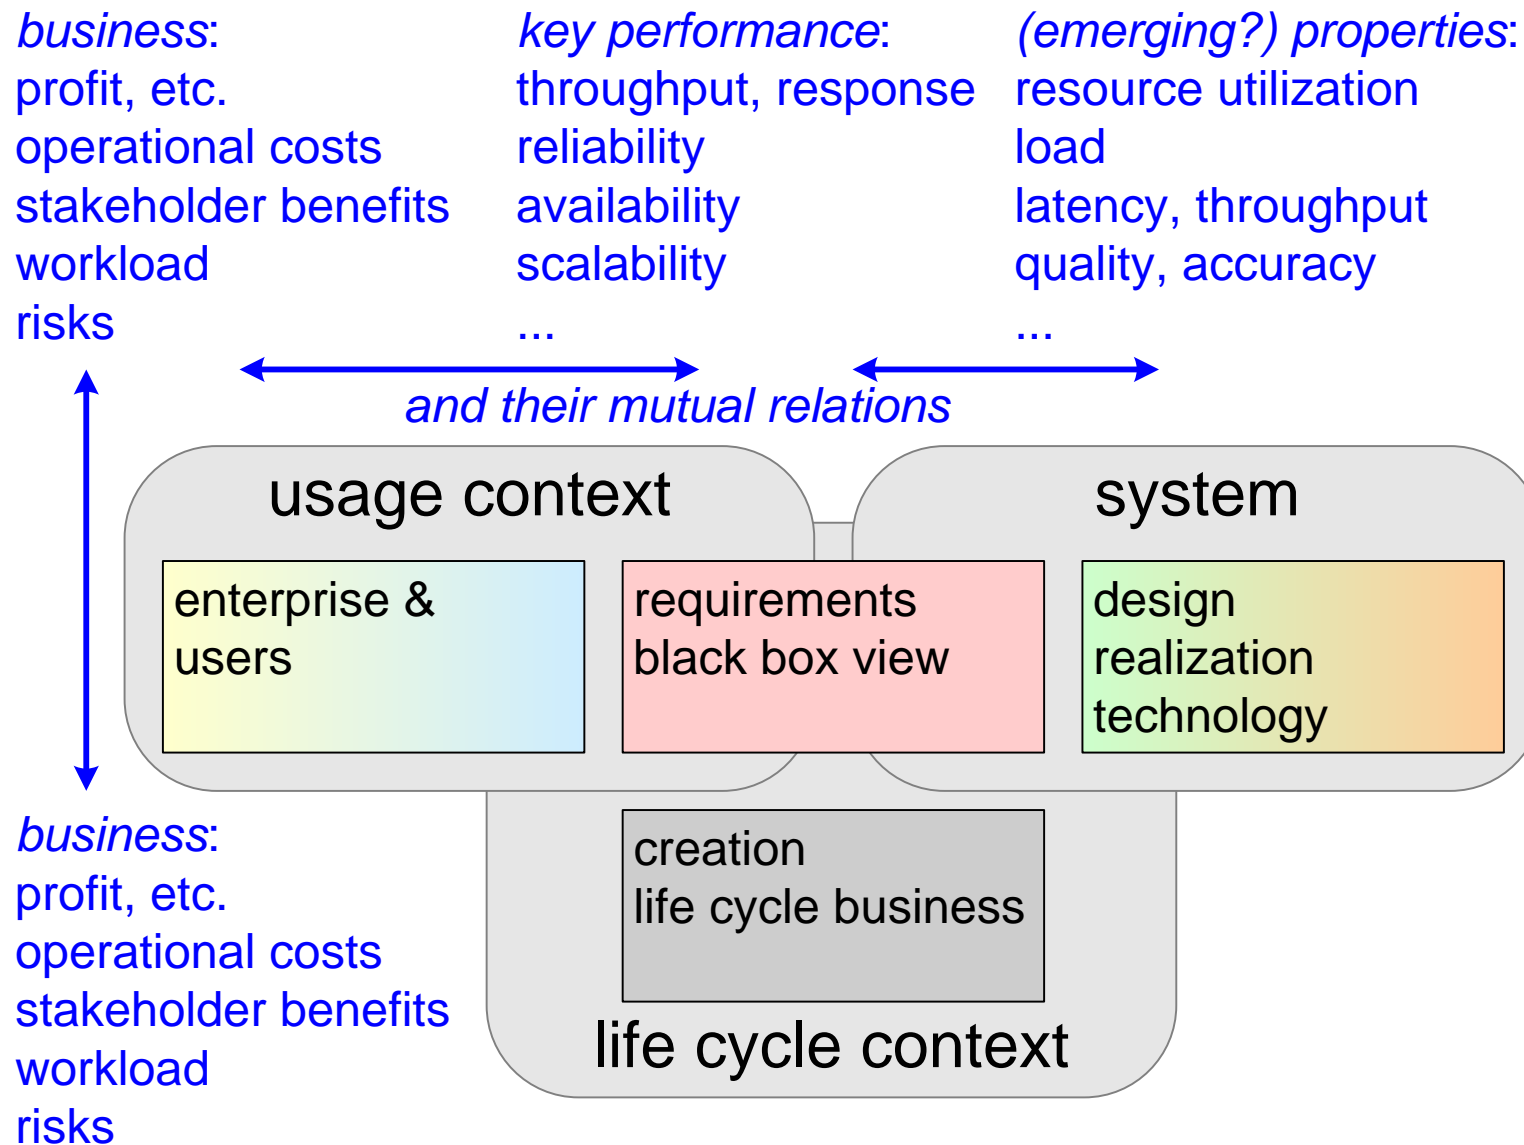 business:
profit, etc.
operational costs
stakeholder benefits
workload
risks
key performance:
throughput, response
reliability
availability
scalability
...
(emerging?) properties:
resource utilization
load
latency, throughput
quality, accuracy
...
and their mutual relations
usage context
enterprise &
users
requirements
black box view
system
design
realization
technology
creation
life cycle business
life cycle context
business:
profit, etc.
operational costs
stakeholder benefits
workload
risks